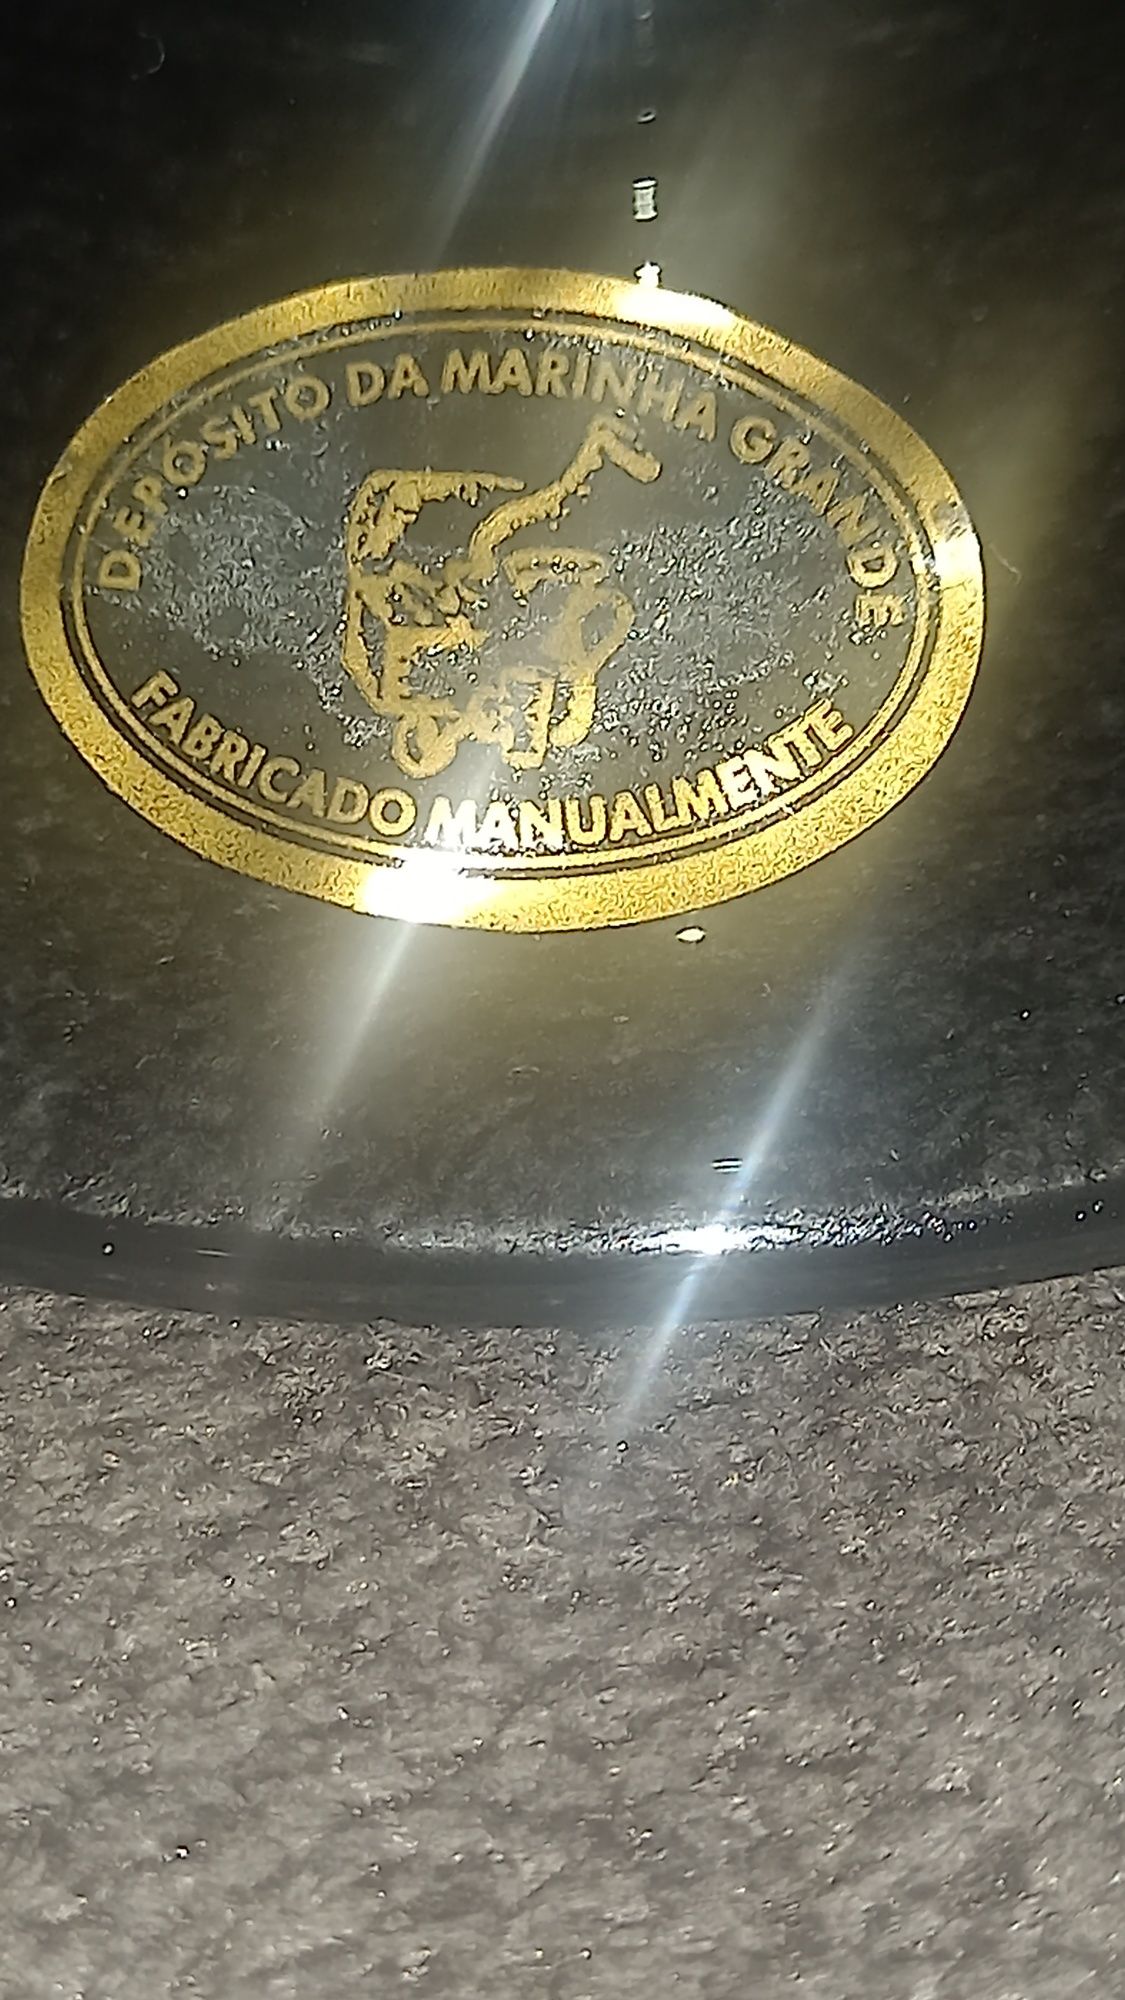 DEPÓSITO DA MARINHA GRANDE
FABRICADO MANUALMENTE